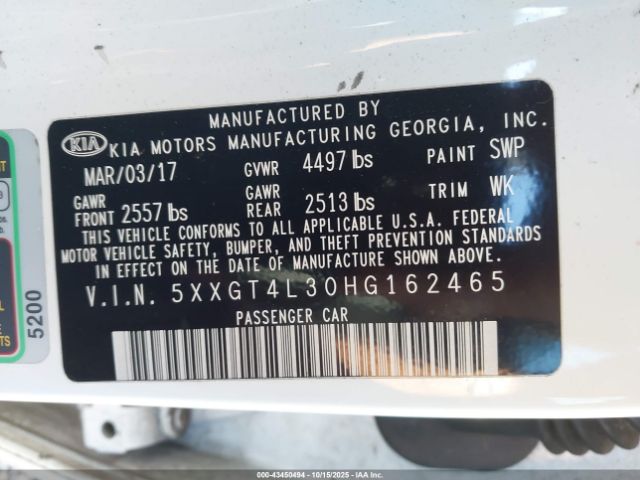 MANUFACTURED BY
KIA KIA MOTORS MANUFACTURING GEORGIA, INC.
MAR/03/17 GVWR 4497 lbs PAINT SWP
GAWR FRONT 2557 lbs GAWR REAR 2513 lbs TRIM WK
THIS VEHICLE CONFORMS TO ALL APPLICABLE U.S.A. FEDERAL
MOTOR VEHICLE SAFETY, BUMPER, AND THEFT PREVENTION STANDARDS
IN EFFECT ON THE DATE OF MANUFACTURE SHOWN ABOVE.
V.I.N. 5XXGT4L30HG162465
PASSENGER CAR
5200
000-43450494 - 10/15/2025 - IAA Inc.